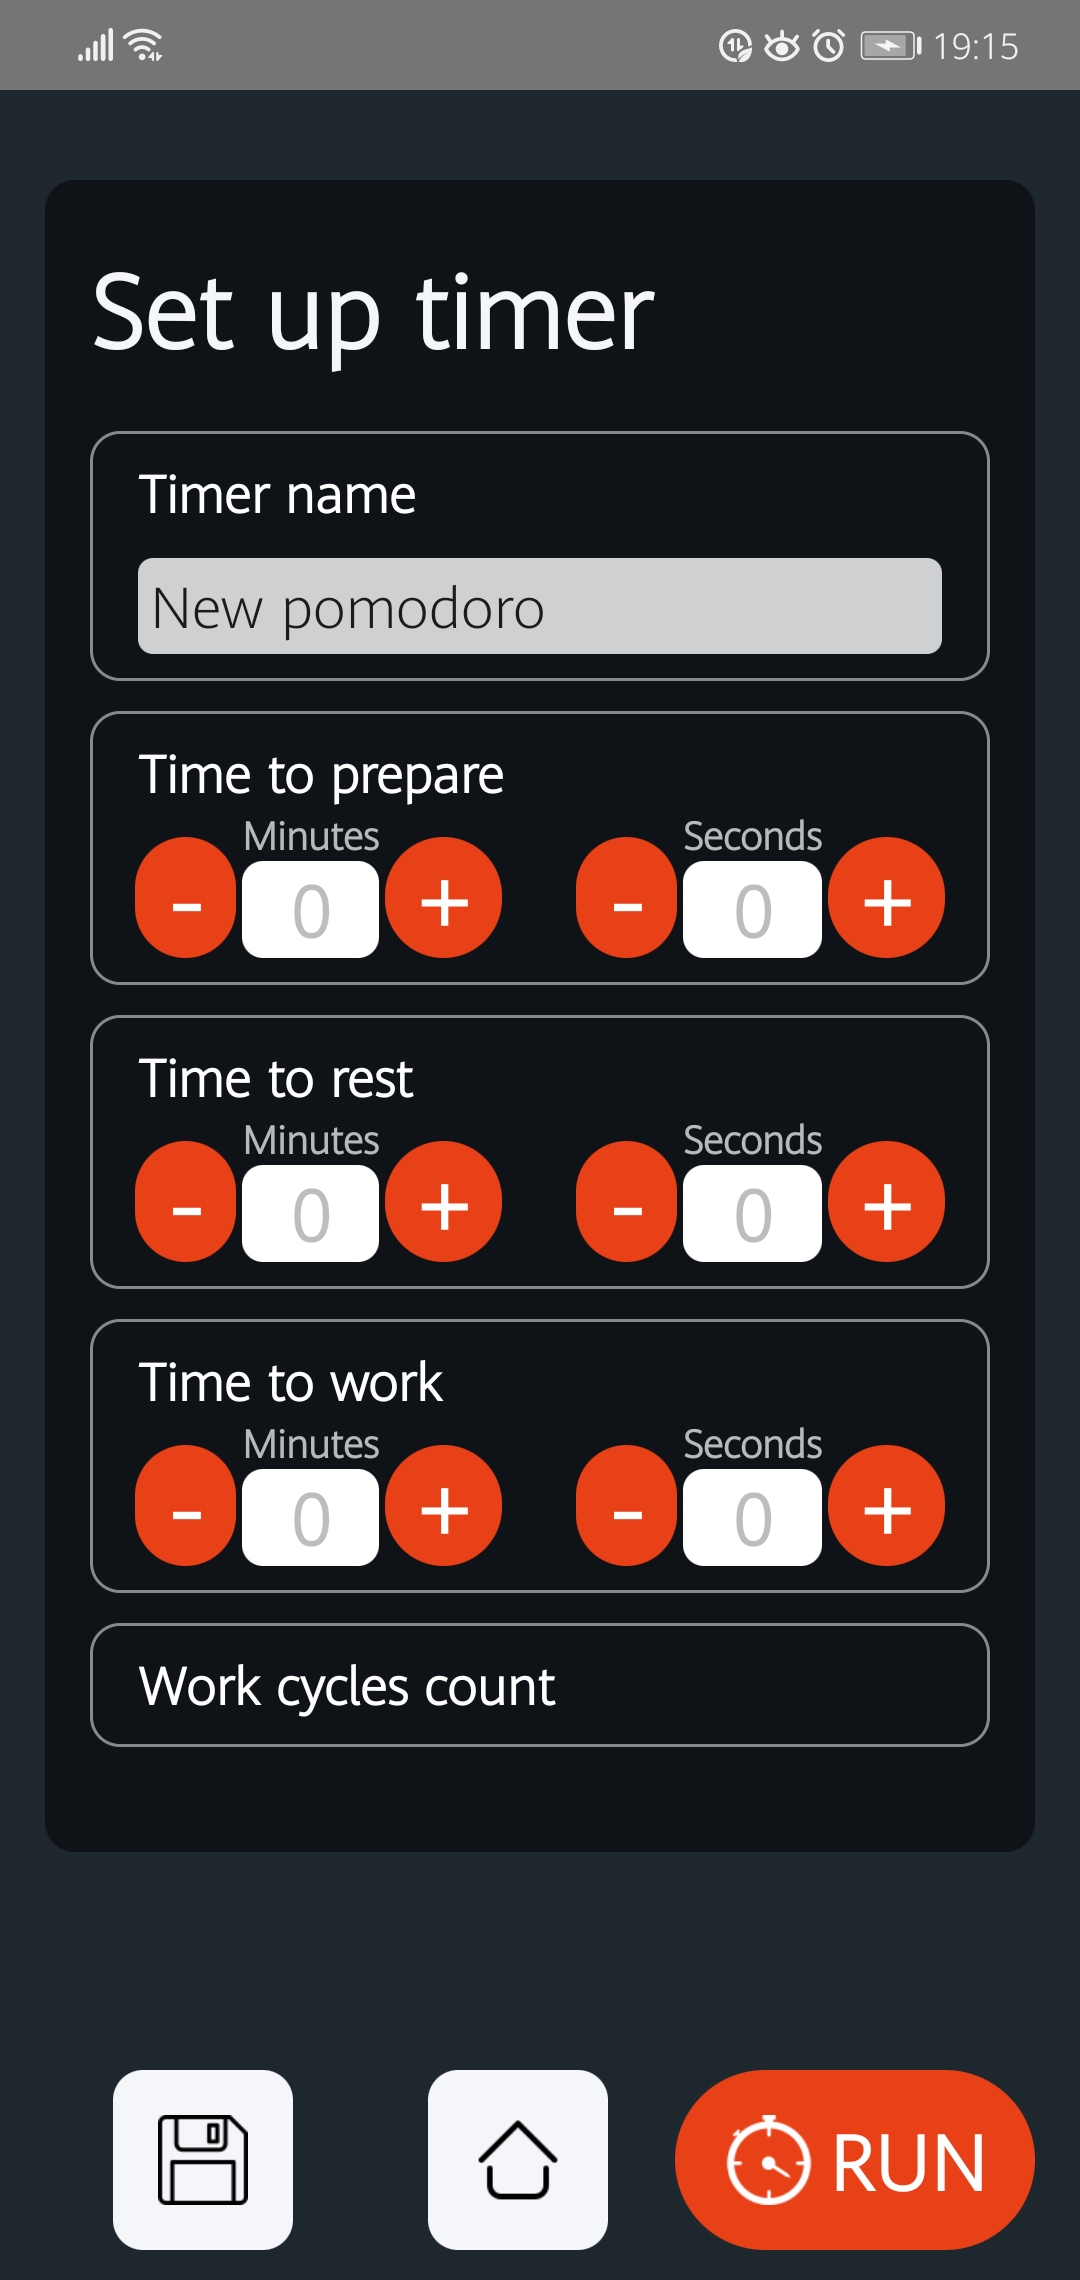 19:15
Set up timer
Timer name
New pomodoro
Time to prepare
Minutes Seconds
- 0 + - 0 +
Time to rest
Minutes Seconds
- 0 + - 0 +
Time to work
Minutes Seconds
- 0 + - 0 +
Work cycles count
RUN